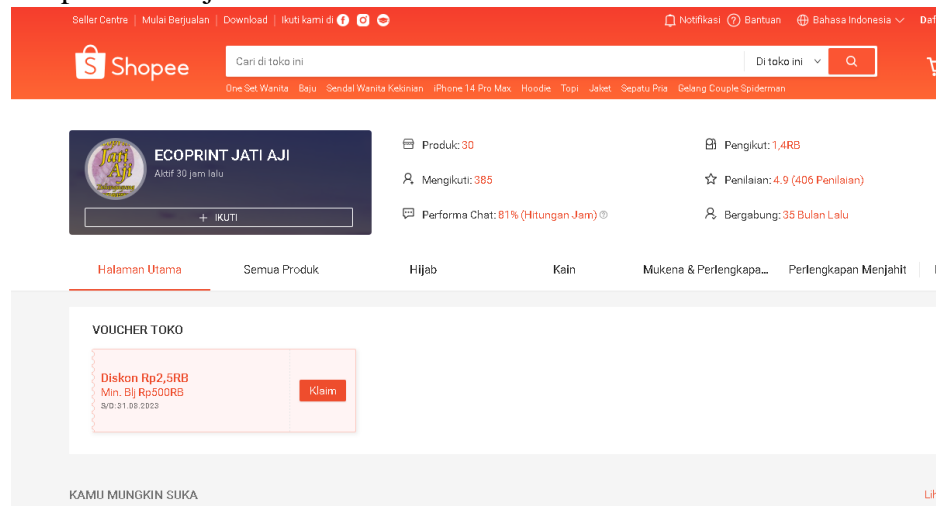 Seller Centre | Mulai Berjualan | Download | Ikuti kami di
Notifikasi Bantuan Bahasa Indonesia
Shopee
Cari di toko ini
Di toko ini
One Set Wanita Baju Sendal Wanita Kekinian iPhone 14 Pro Max Hoodie Topi Jaket Sepatu Pria Gelang Couple Spiderman
Jati Aji
ECOPRINT JATI AJI
Aktif 30 jam lalu
+ IKUTI
Produk: 30
Pengikut: 1,4RB
Mengikuti: 385
Penilaian: 4.9 (406 Penilaian)
Performa Chat: 81% (Hitungan Jam)
Bergabung: 35 Bulan Lalu
Halaman Utama
Semua Produk
Hijab
Kain
Mukena & Perlengkapa...
Perlengkapan Menjahit
VOUCHER TOKO
Diskon Rp2,5RB
Min. Blj Rp500RB
S/D: 31.08.2023
Klaim
KAMU MUNGKIN SUKA